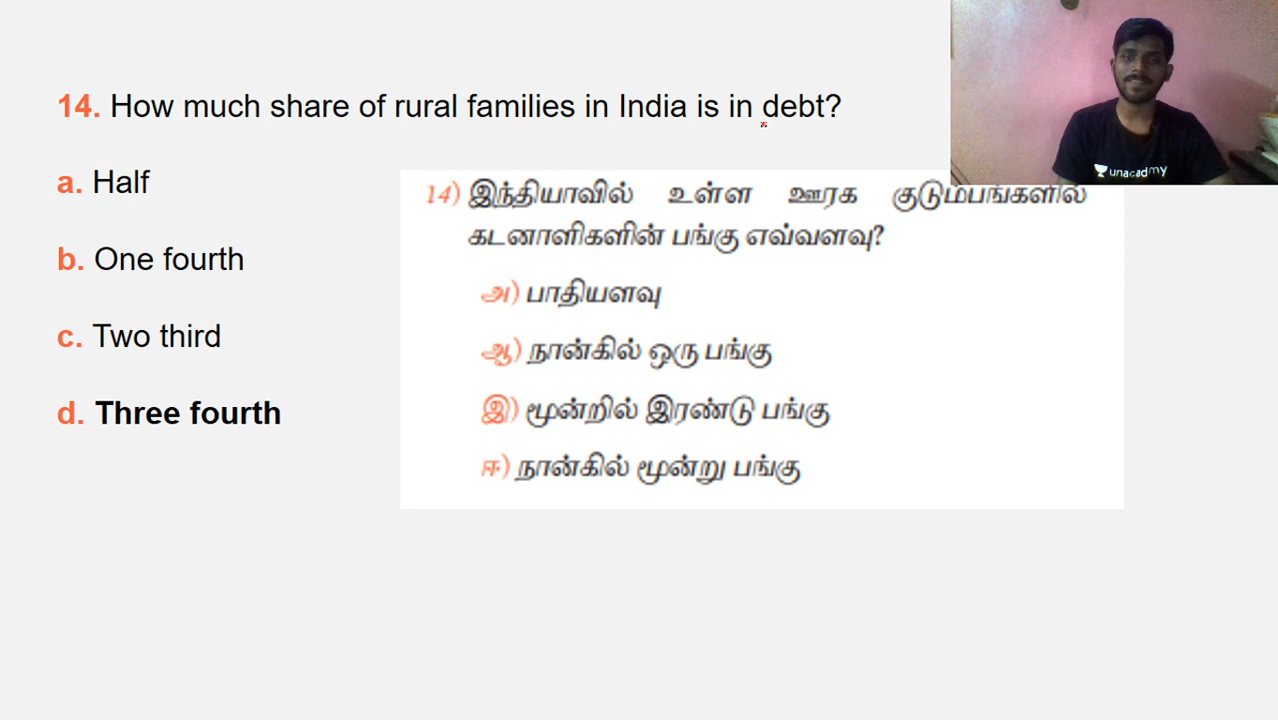 14. How much share of rural families in India is in debt?
a. Half
b. One fourth
c. Two third
d. Three fourth
14) இந்தியாவில் உள்ள ஊரக குடும்பங்களில்
கடனாளிகளின் பங்கு எவ்வளவு?
அ) பாதியளவு
ஆ) நான்கில் ஒரு பங்கு
இ) மூன்றில் இரண்டு பங்கு
ஈ) நான்கில் மூன்று பங்கு
unacademy